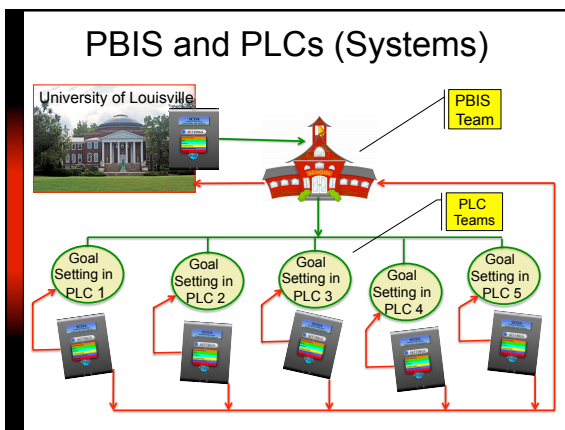 PBIS and PLCs (Systems)
University of Louisville
PBIS
Team
SCHOOL
PLC
Teams
Goal
Setting in
PLC 1
Goal
Setting in
PLC 2
Goal
Setting in
PLC 3
Goal
Setting in
PLC 4
Goal
Setting in
PLC 5